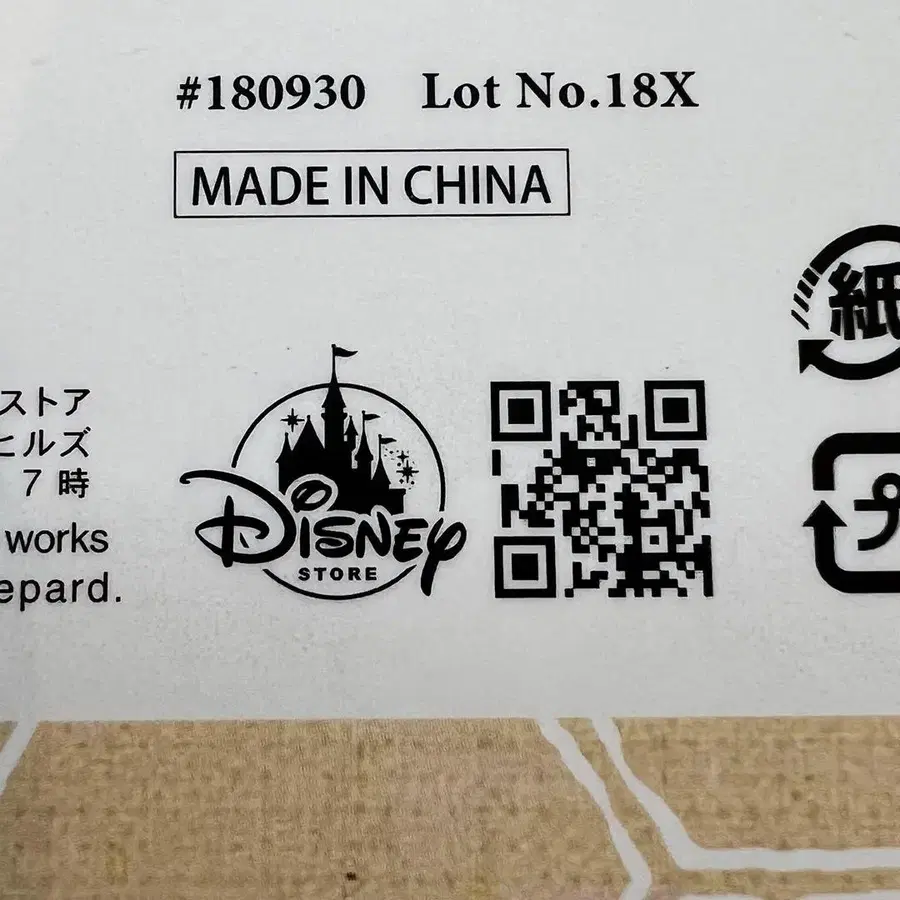 #180930 Lot No.18X
MADE IN CHINA
紙
ストア
ヒルズ
7時
works
epard.
Disney
STORE
プ